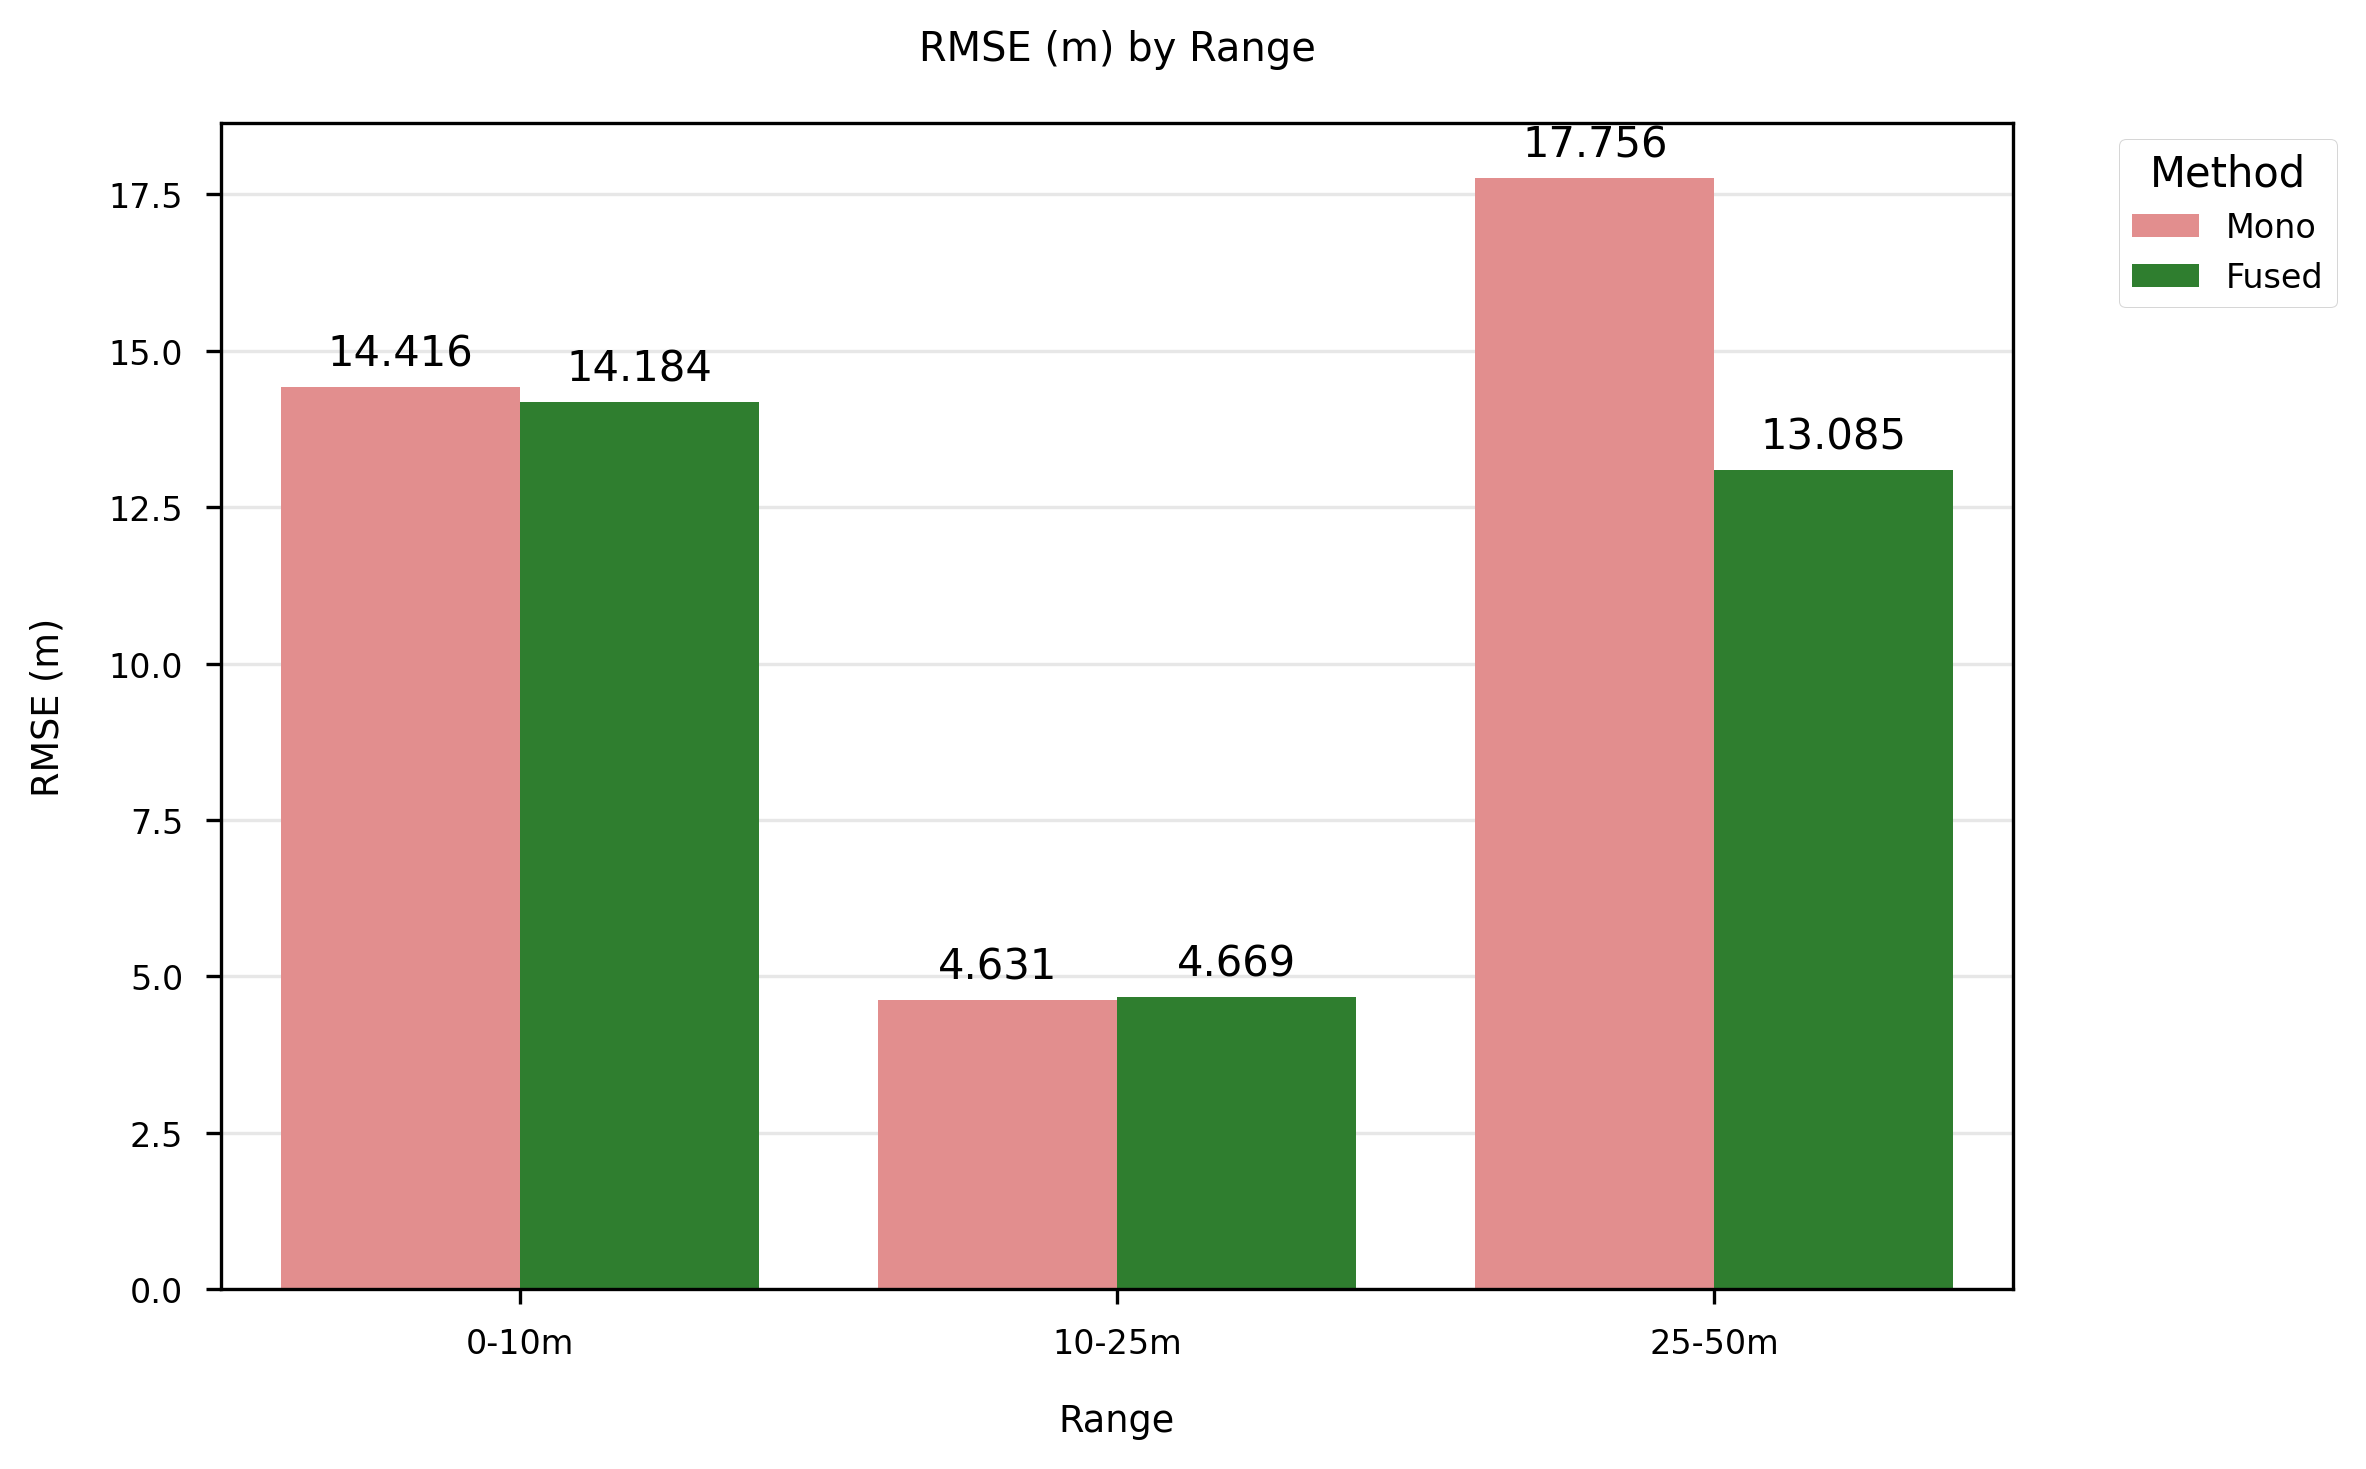 RMSE (m) by Range
Method
Mono
Fused
RMSE (m)
17.5
15.0
12.5
10.0
7.5
5.0
2.5
0.0
14.416
14.184
4.631
4.669
17.756
13.085
0-10m
10-25m
25-50m
Range